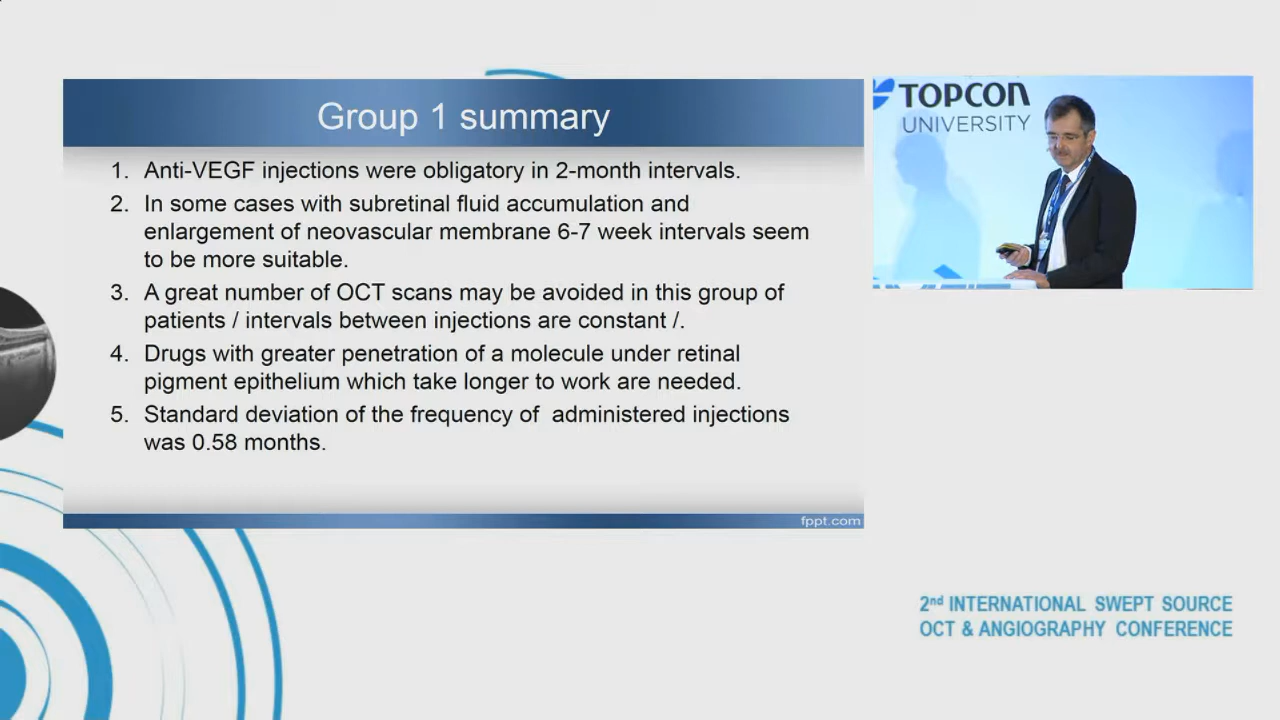 Group 1 summary
1. Anti-VEGF injections were obligatory in 2-month intervals.
2. In some cases with subretinal fluid accumulation and
enlargement of neovascular membrane 6-7 week intervals seem
to be more suitable.
3. A great number of OCT scans may be avoided in this group of
patients / intervals between injections are constant /.
4. Drugs with greater penetration of a molecule under retinal
pigment epithelium which take longer to work are needed.
5. Standard deviation of the frequency of administered injections
was 0.58 months.
fppt.com
TOPCON
UNIVERSITY
2nd INTERNATIONAL SWEPT SOURCE
OCT & ANGIOGRAPHY CONFERENCE